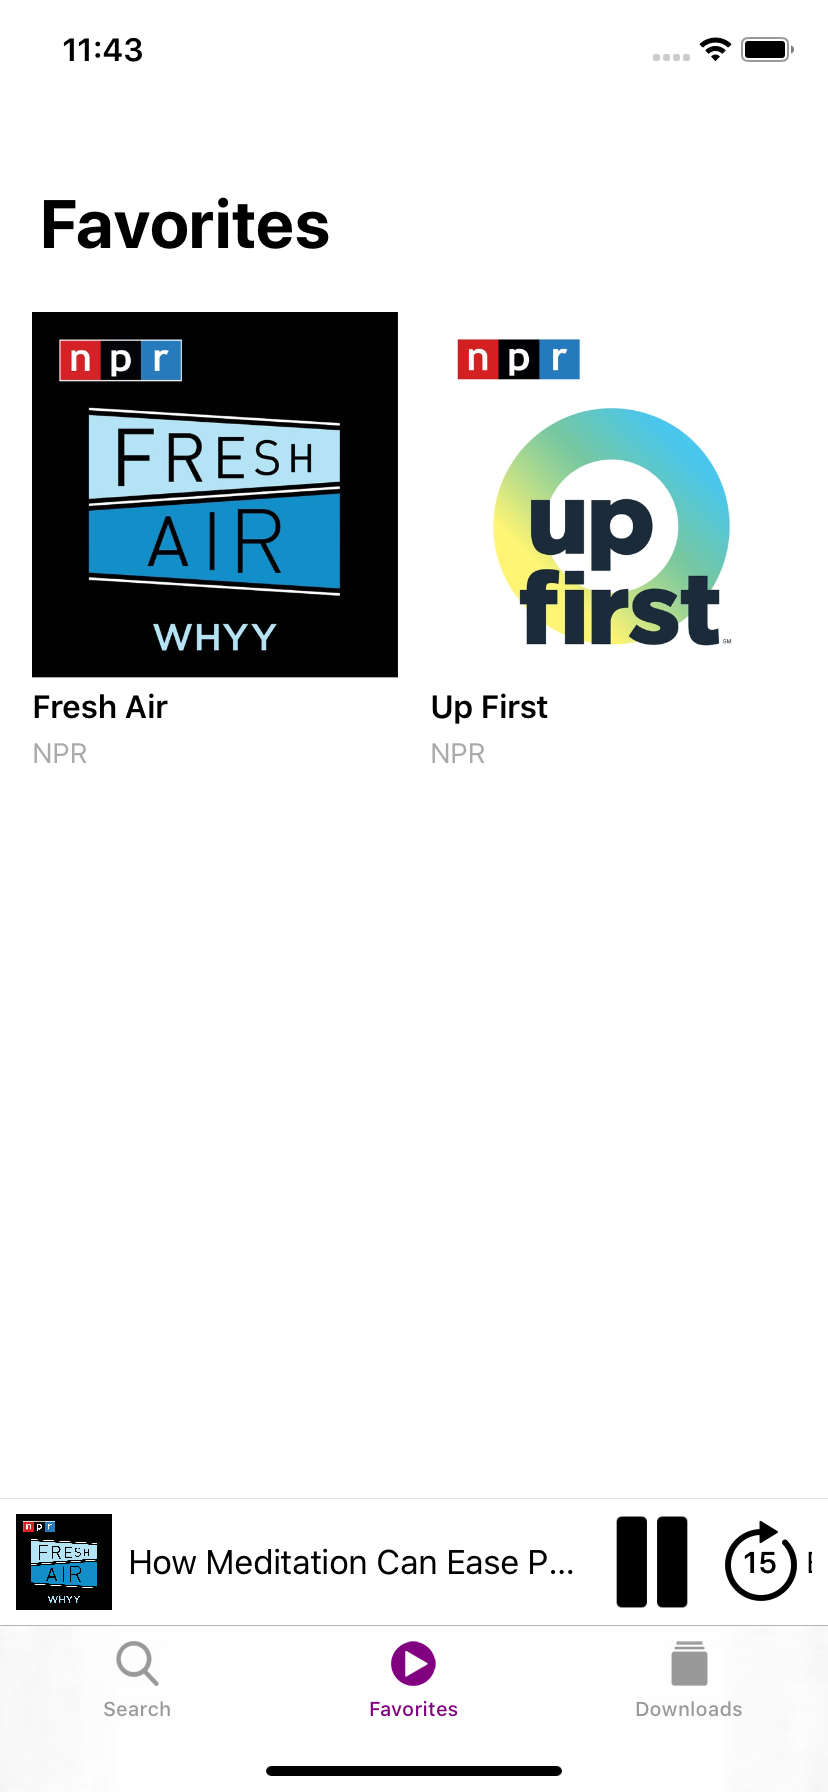 11:43
Favorites
npr
FRESH
AIR
WHYY
npr
up
first
SM
Fresh Air
NPR
Up First
NPR
npr
FRESH
AIR
WHYY
How Meditation Can Ease P...
15
Search
Favorites
Downloads